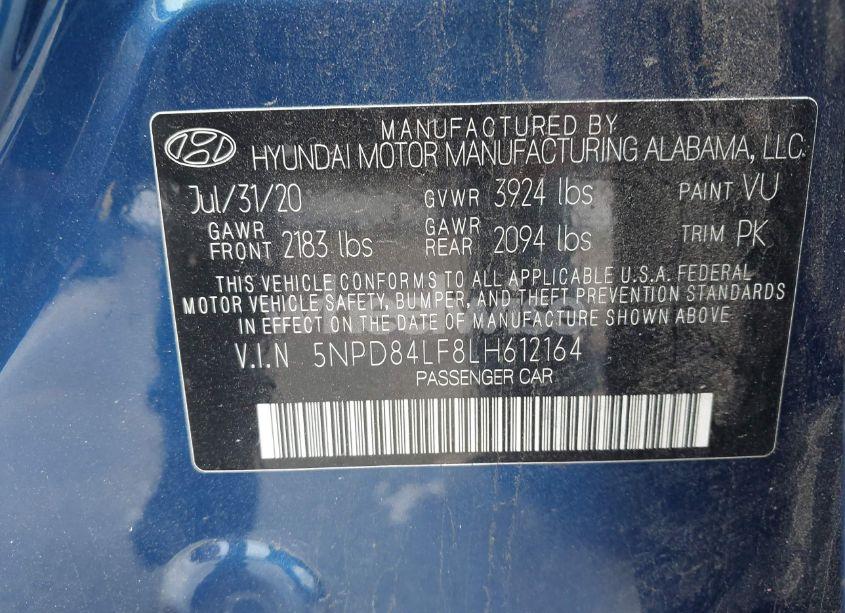 MANUFACTURED BY
HYUNDAI MOTOR MANUFACTURING ALABAMA, LLC.
Jul/31/20 GVWR 3924 lbs PAINT VU
GAWR FRONT 2183 lbs GAWR REAR 2094 lbs TRIM PK
THIS VEHICLE CONFORMS TO ALL APPLICABLE U.S.A. FEDERAL
MOTOR VEHICLE SAFETY, BUMPER, AND THEFT PREVENTION STANDARDS
IN EFFECT ON THE DATE OF MANUFACTURE SHOWN ABOVE
V.I.N 5NPD84LF8LH612164
PASSENGER CAR